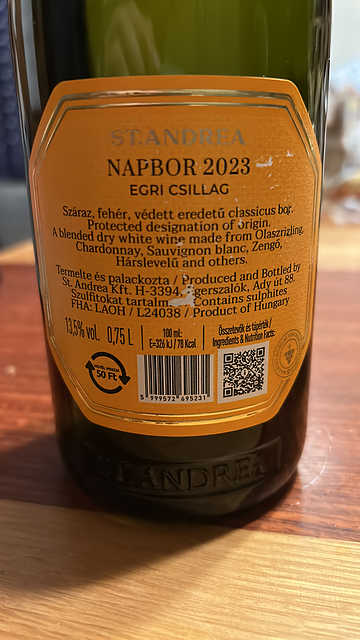 ST.ANDREA
NAPBOR 2023
EGRI CSILLAG
Száraz, fehér, védett eredetű classicus bor.
Protected designation of origin.
A blended dry white wine made from Olaszrizling,
Chardonnay, Sauvignon blanc, Zengő,
Hárslevelű and others.
Termelte és palackozta / Produced and Bottled by
St. Andrea Kft. H-3394, Egerszalók, Ady út 88.
Szulfitokat tartalmaz / Contains sulphites
FHA: LAOH / L24038 / Product of Hungary
13,5% vol. 0,75 L
100 ml:
E=326 kJ / 78 Kcal
Összetevők és tápérték /
Ingredients & Nutrition Facts:
50 Ft
5 999572 695231
ST. ANDREA